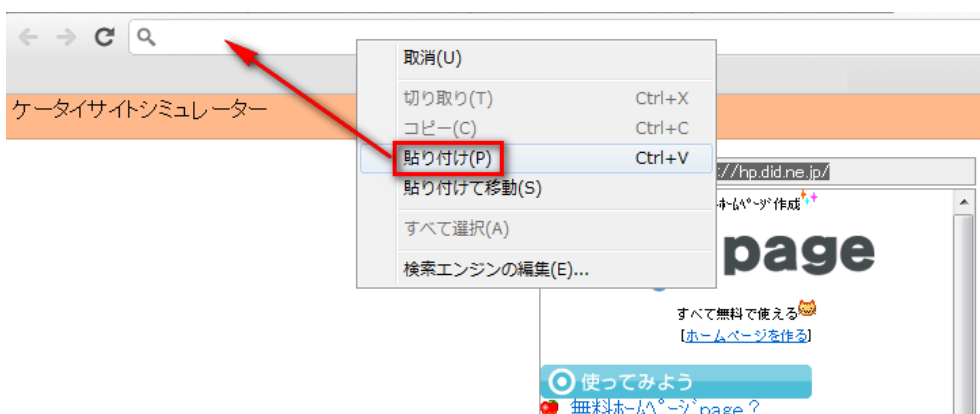 取消(U)
切り取り(T) Ctrl+X
コピー(C) Ctrl+C
貼り付け(P) Ctrl+V
貼り付けて移動(S)
すべて選択(A)
検索エンジンの編集(E)...
ケータイサイトシミュレーター
://hp.did.ne.jp/
ﾎｰﾑﾍﾟｰｼﾞ作成
page
すべて無料で使える
[ホームページを作る]
使ってみよう
無料ﾎｰﾑﾍﾟｰｼﾞpage?